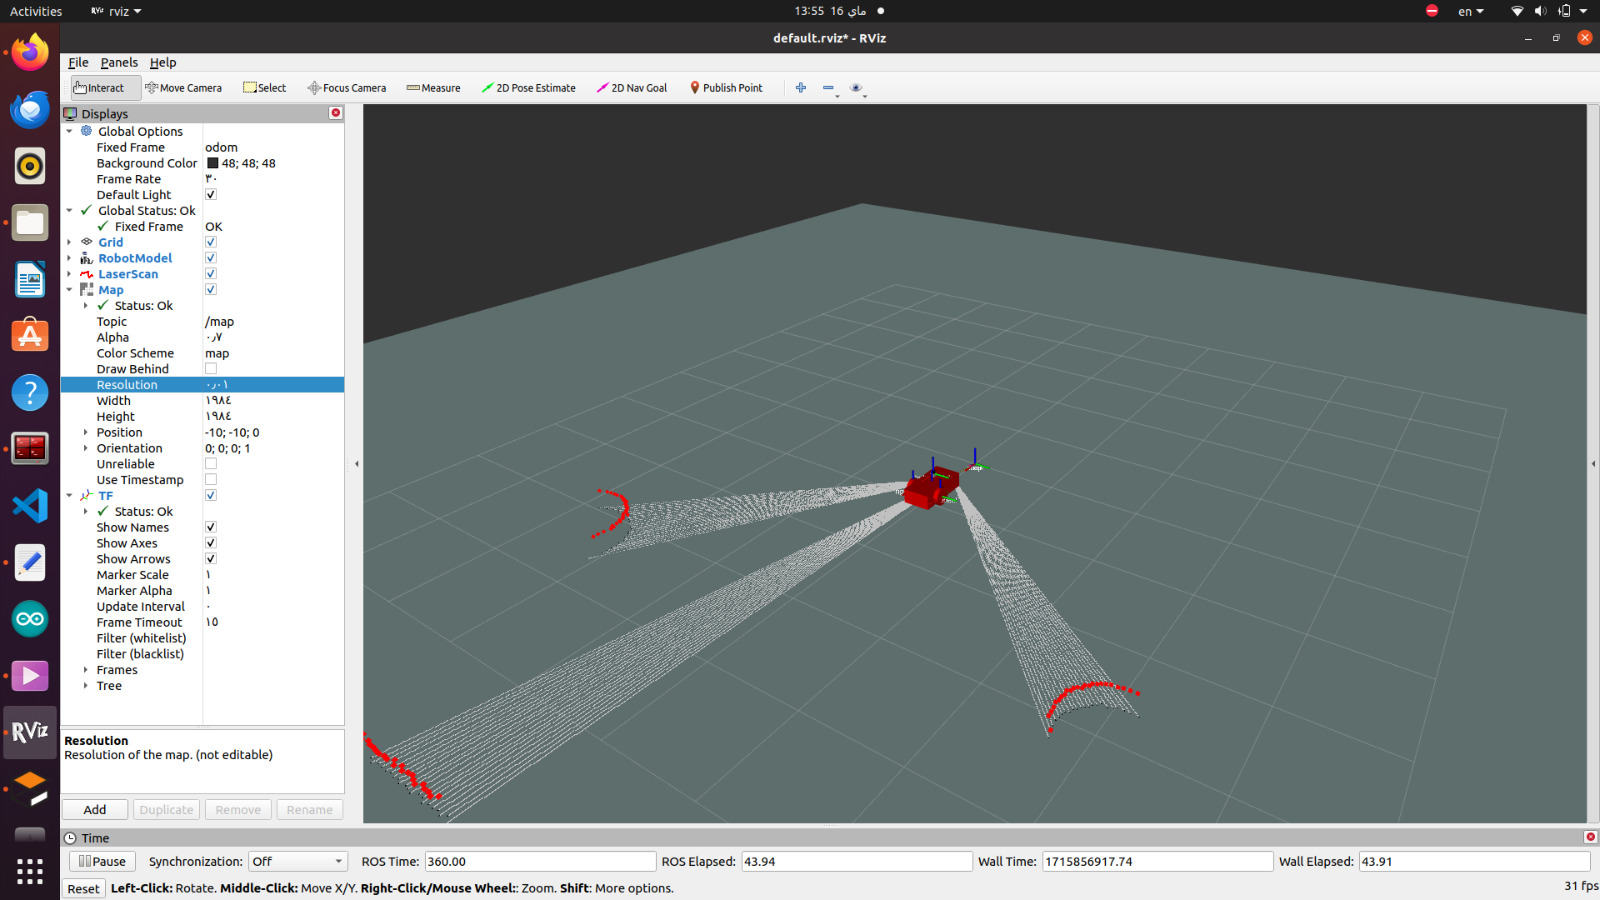 Activities
RViz rviz
13:55 16 ماي
en
default.rviz* - RViz
File Panels Help
Interact Move Camera Select Focus Camera Measure 2D Pose Estimate 2D Nav Goal Publish Point
Displays
Global Options
Fixed Frame odom
Background Color 48; 48; 48
Frame Rate ٣٠
Default Light
Global Status: Ok
Fixed Frame OK
Grid
RobotModel
LaserScan
Map
Status: Ok
Topic /map
Alpha ٠٫٧
Color Scheme map
Draw Behind
Resolution ٠٫٠١
Width ١٩٨٤
Height ١٩٨٤
Position -10; -10; 0
Orientation 0; 0; 0; 1
Unreliable
Use Timestamp
TF
Status: Ok
Show Names
Show Axes
Show Arrows
Marker Scale ١
Marker Alpha ١
Update Interval ٠
Frame Timeout ١٥
Filter (whitelist)
Filter (blacklist)
Frames
Tree
RViz
Resolution
Resolution of the map. (not editable)
Add Duplicate Remove Rename
Time
Pause Synchronization: Off ROS Time: 360.00 ROS Elapsed: 43.94 Wall Time: 1715856917.74 Wall Elapsed: 43.91
Reset Left-Click: Rotate. Middle-Click: Move X/Y. Right-Click/Mouse Wheel:: Zoom. Shift: More options.
31 fps